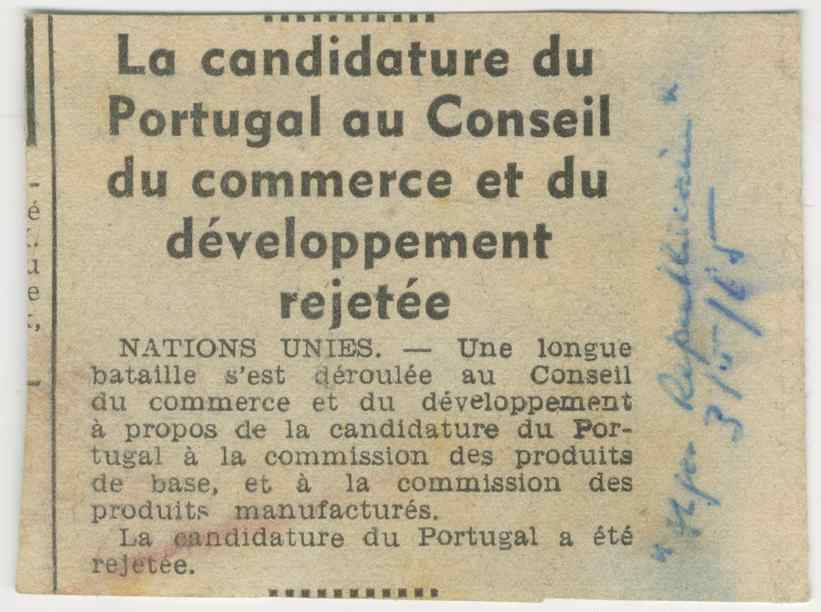 La candidature du
Portugal au Conseil
du commerce et du
développement
rejetée
NATIONS UNIES. — Une longue
bataille s'est déroulée au Conseil
du commerce et du développement
à propos de la candidature du Por-
tugal à la commission des produits
de base, et à la commission des
produits manufacturés.
La candidature du Portugal a été
rejetée.
"Alger Republicain"